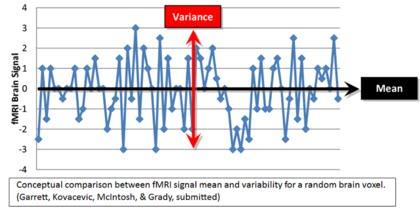 Variance
4
3
2
1
0
-1
-2
-3
-4
fMRI Brain Signal
Mean
Conceptual comparison between fMRI signal mean and variability for a random brain voxel.
(Garrett, Kovacevic, McIntosh, & Grady, submitted)